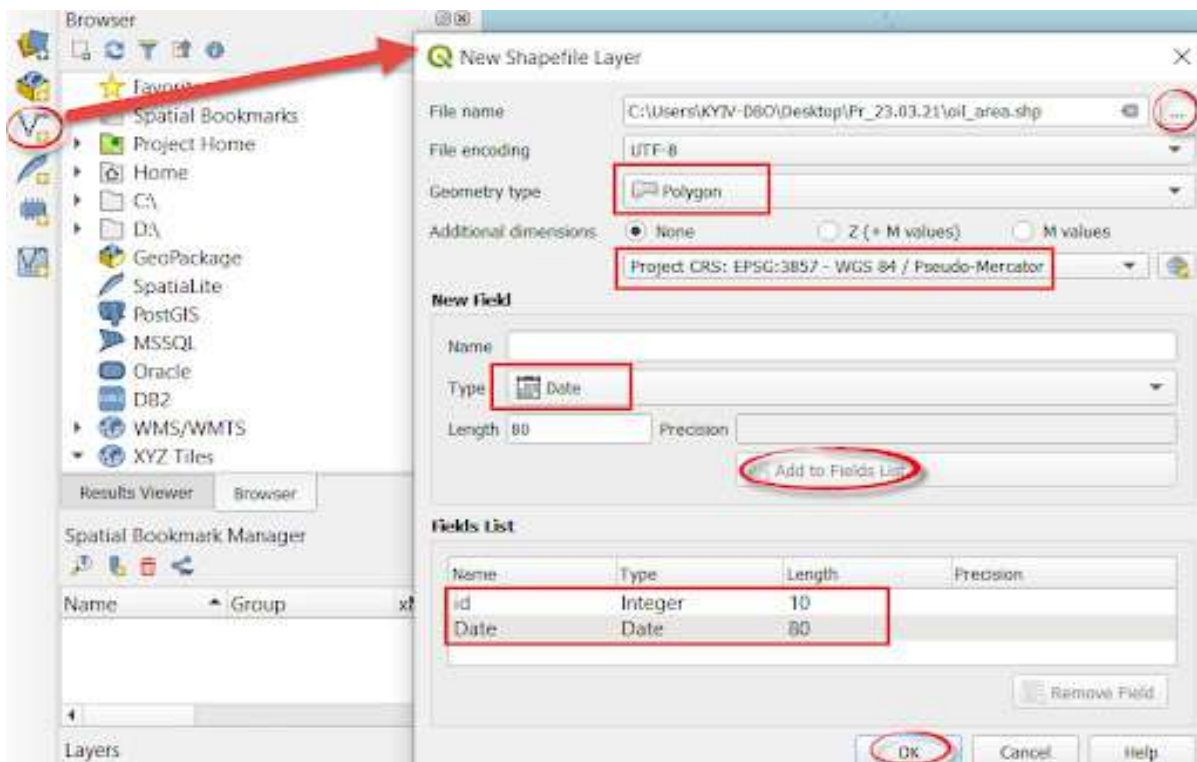 Browser
Favorite
Spatial Bookmarks
Project Home
Home
C:\
D:\
GeoPackage
SpatiaLite
PostGIS
MSSQL
Oracle
DB2
WMS/WMTS
XYZ Tiles
Results Viewer Browser
Spatial Bookmark Manager
Name Group
Layers
New Shapefile Layer
File name C:\Users\KYIV-DBO\Desktop\Pr_23.03.21\oil_area.shp ...
File encoding UTF-8
Geometry type Polygon
Additional dimensions None Z (+ M values) M values
Project CRS: EPSG:3857 - WGS 84 / Pseudo-Mercator
New Field
Name
Type Date
Length 80 Precision
Add to Fields List
Fields List
Name Type Length Precision
id Integer 10
Date Date 80
Remove Field
OK Cancel Help